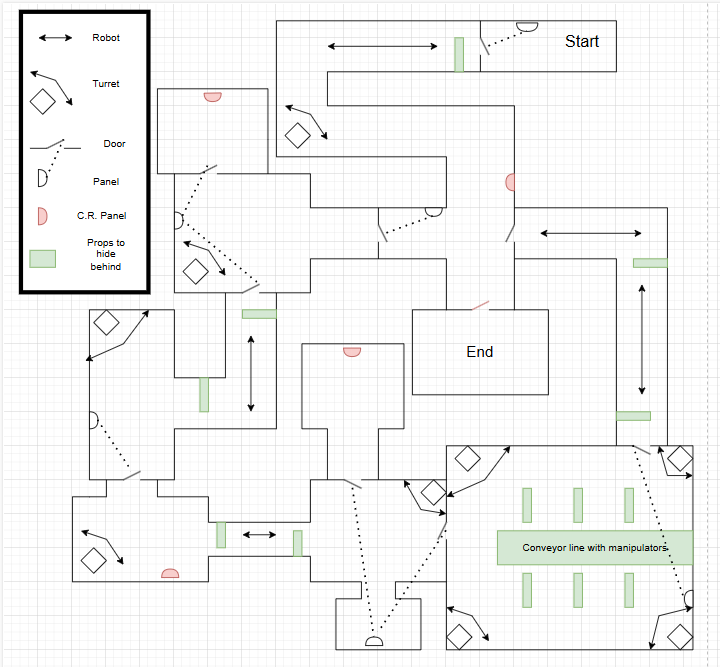 Robot
Turret
Door
Panel
C.R. Panel
Props to
hide
behind
Start
End
Conveyor line with manipulators